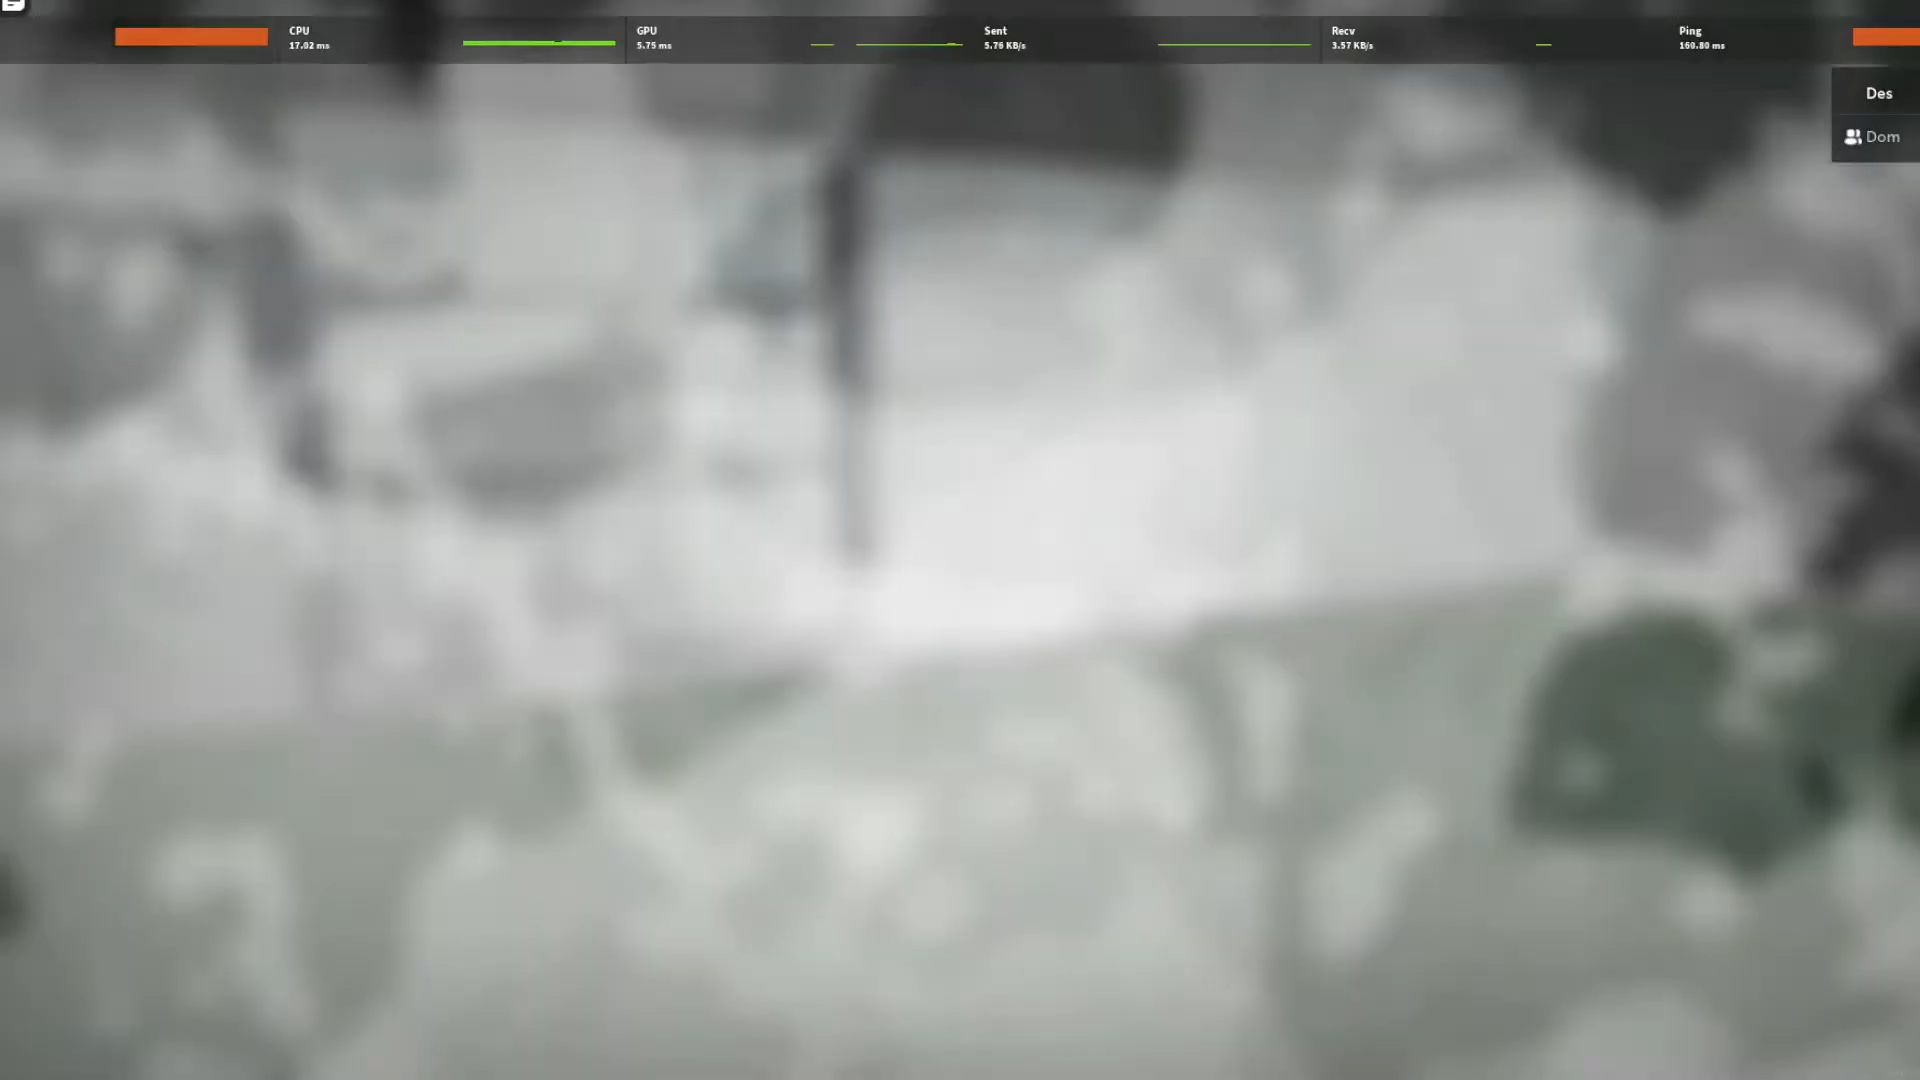 CPU
17.02 ms
GPU
5.75 ms
Sent
5.76 KB/s
Recv
3.57 KB/s
Ping
160.80 ms
Des
Dom